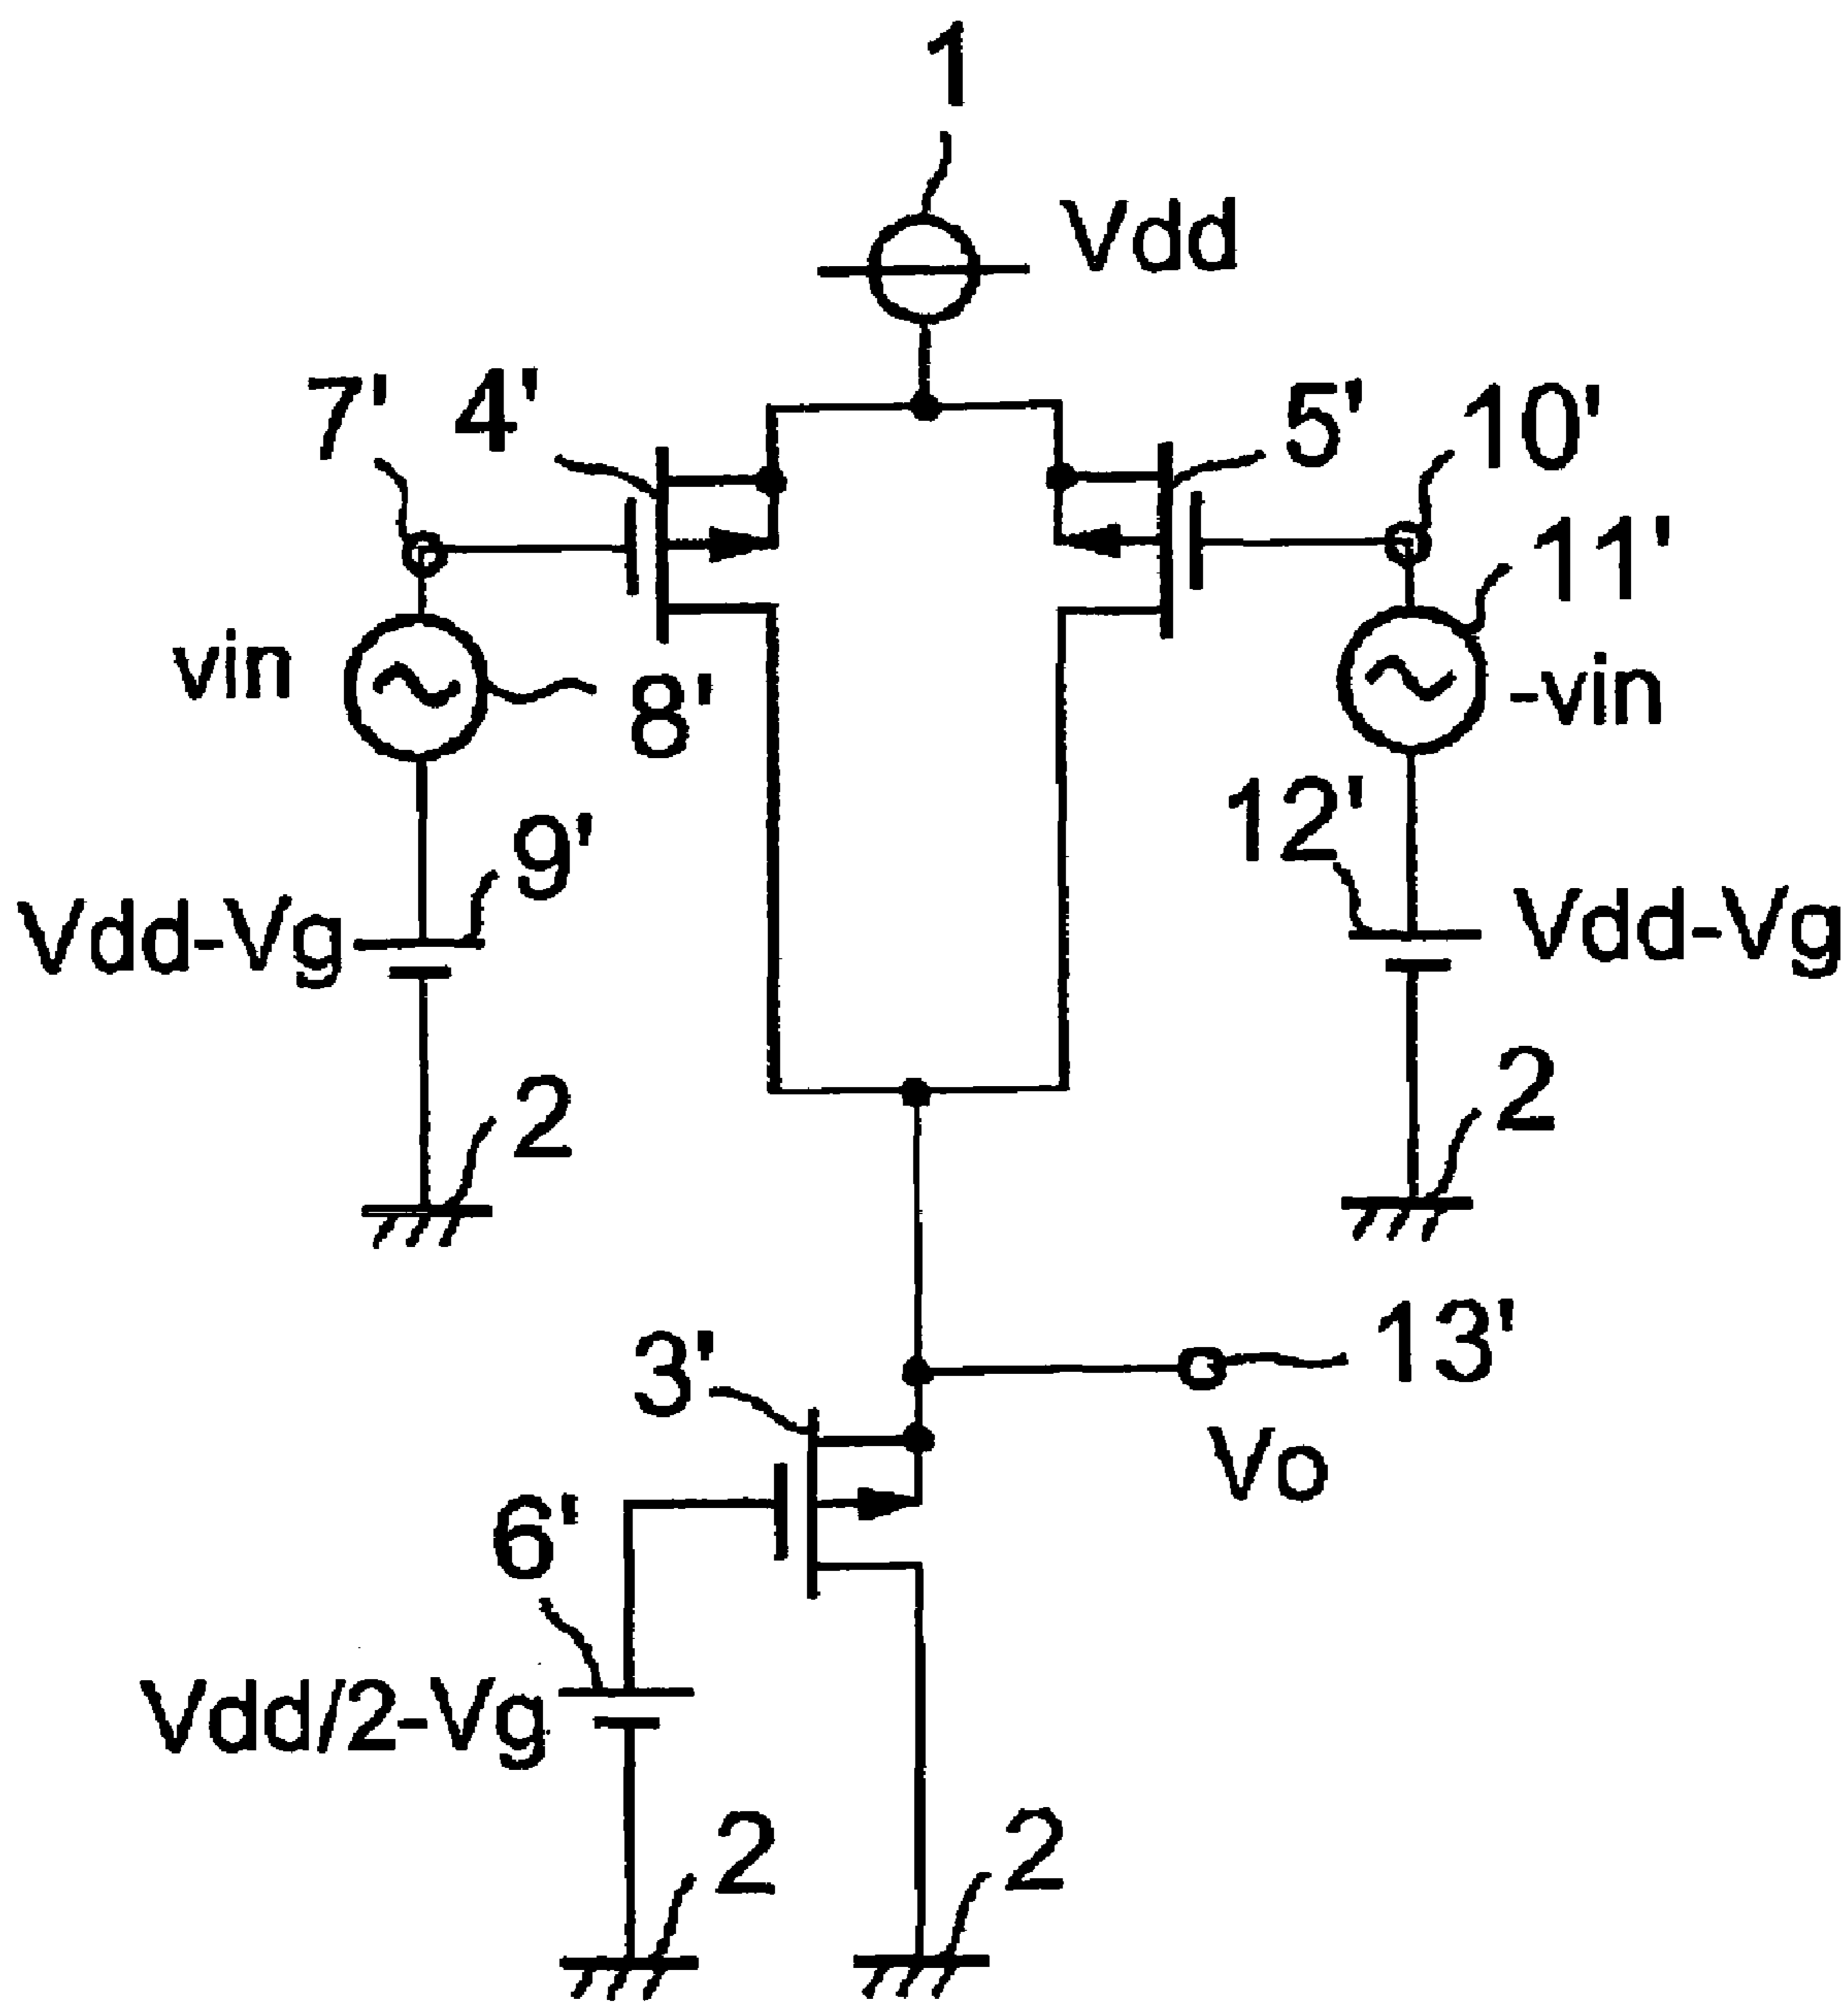 1
Vdd
7' 4' 5' 10'
11'
vin 8' -vin
12'
9'
Vdd-Vg Vdd-Vg
2 2
3' 13'
Vo
6'
Vdd/2-Vg
2 2